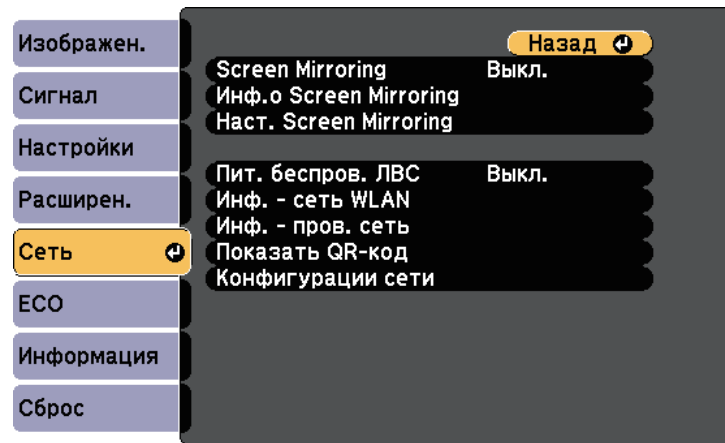 Изображен.
Сигнал
Настройки
Расширен.
Сеть
ECO
Информация
Сброс
Назад
Screen Mirroring Выкл.
Инф.о Screen Mirroring
Наст. Screen Mirroring
Пит. беспров. ЛВС Выкл.
Инф. - сеть WLAN
Инф. - пров. сеть
Показать QR-код
Конфигурации сети